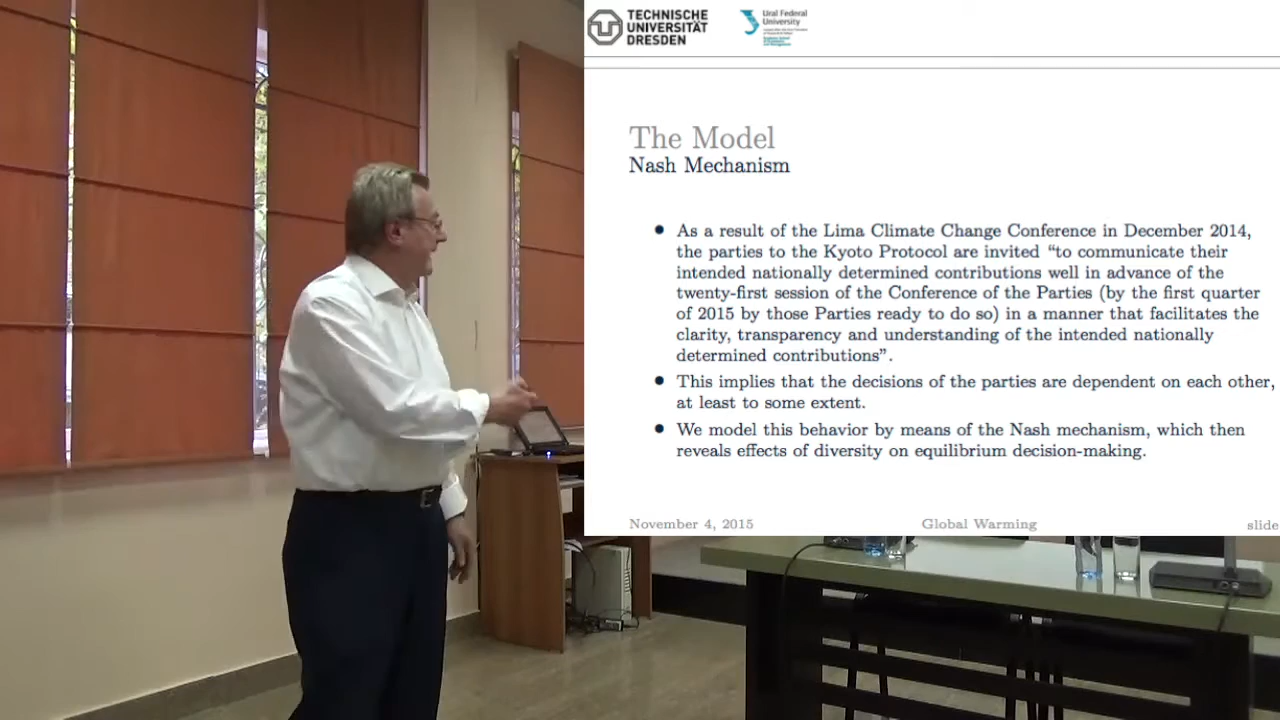 TECHNISCHE
UNIVERSITÄT
DRESDEN
Ural Federal
University
The Model
Nash Mechanism
As a result of the Lima Climate Change Conference in December 2014,
the parties to the Kyoto Protocol are invited “to communicate their
intended nationally determined contributions well in advance of the
twenty-first session of the Conference of the Parties (by the first quarter
of 2015 by those Parties ready to do so) in a manner that facilitates the
clarity, transparency and understanding of the intended nationally
determined contributions”.
This implies that the decisions of the parties are dependent on each other,
at least to some extent.
We model this behavior by means of the Nash mechanism, which then
reveals effects of diversity on equilibrium decision-making.
November 4, 2015 Global Warming slide